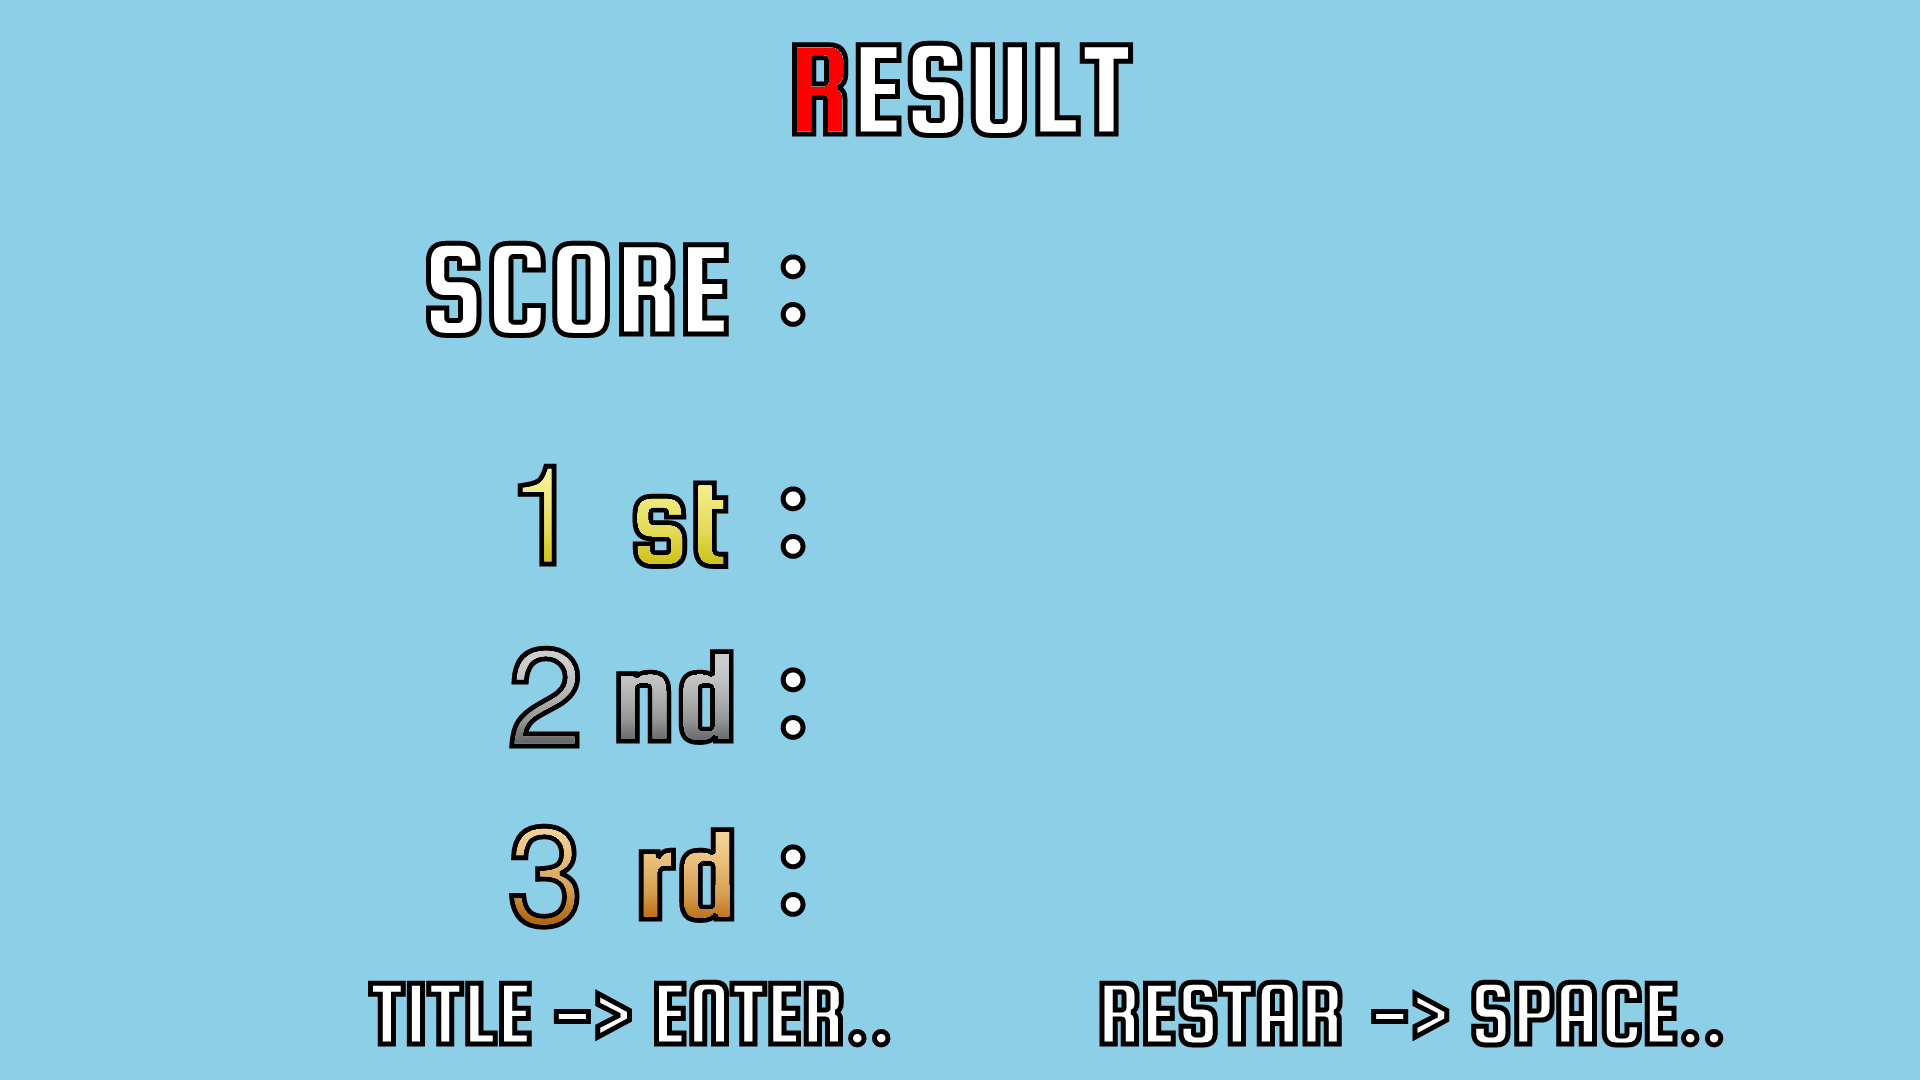 RESULT
SCORE :
1 st :
2 nd :
3 rd :
TITLE -> ENTER..
RESTAR -> SPACE..